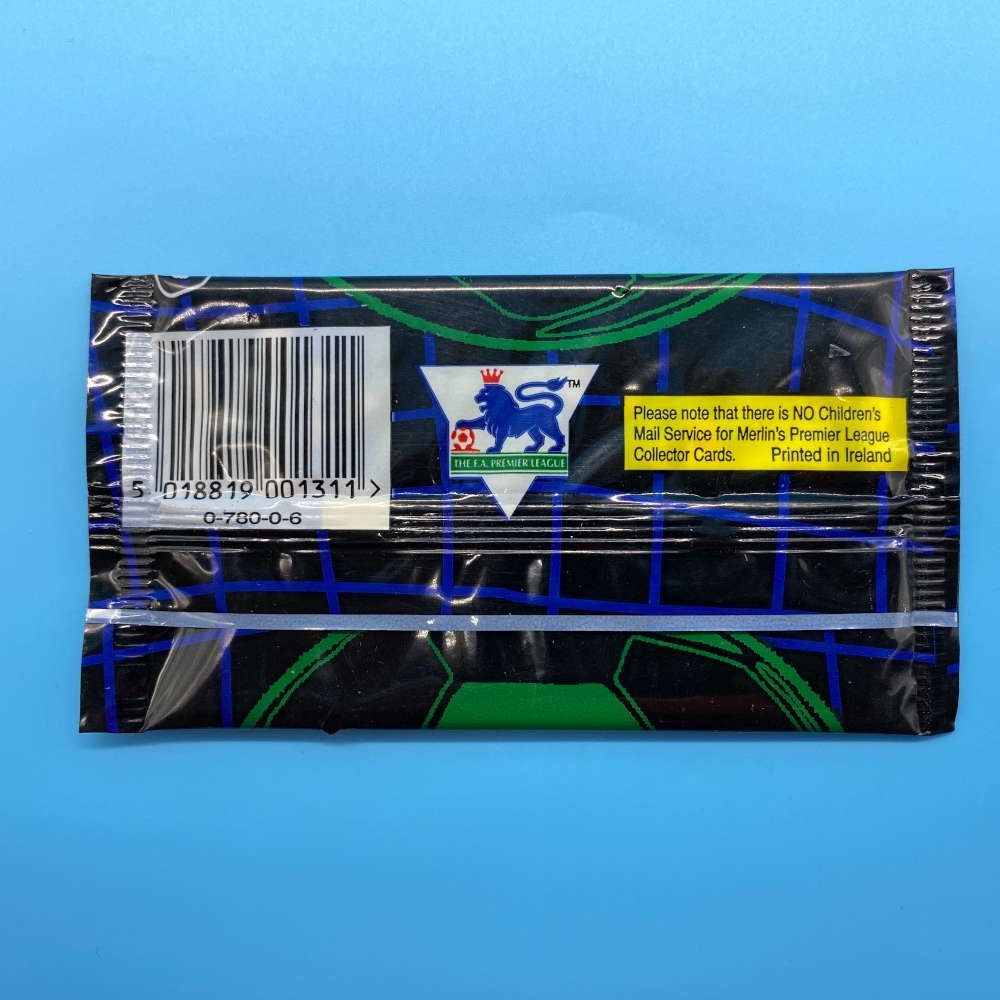 5 018819 001311 >
0-780-0-6
TM
THE F.A. PREMIER LEAGUE
Please note that there is NO Children's
Mail Service for Merlin's Premier League
Collector Cards. Printed in Ireland